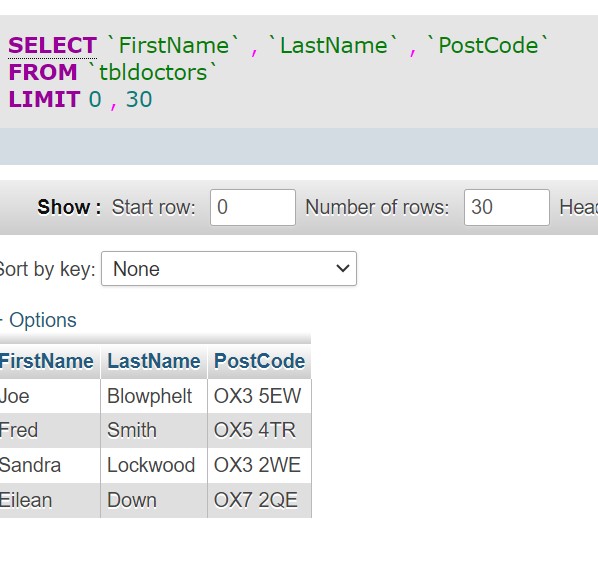 SELECT `FirstName` , `LastName` , `PostCode`
FROM `tbldoctors`
LIMIT 0 , 30
Show : Start row: 0 Number of rows: 30 Head
Sort by key: None
+ Options
FirstName LastName PostCode
Joe Blowphelt OX3 5EW
Fred Smith OX5 4TR
Sandra Lockwood OX3 2WE
Eilean Down OX7 2QE